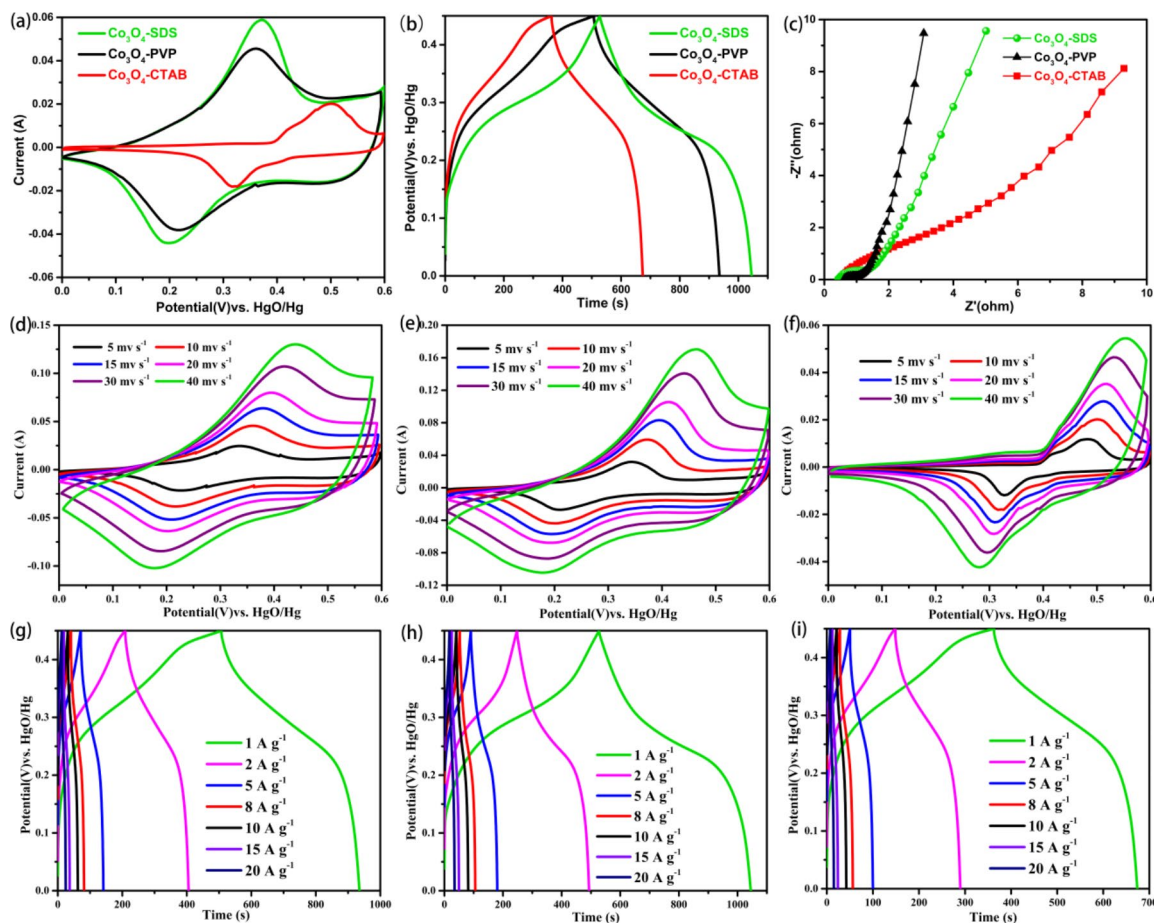 (a)
Co₃O₄-SDS
Co₃O₄-PVP
Co₃O₄-CTAB
0.06
0.04
0.02
0.00
-0.02
-0.04
-0.06
Current (A)
0.0 0.1 0.2 0.3 0.4 0.5 0.6
Potential(V)vs. HgO/Hg
(b)
Co₃O₄-SDS
Co₃O₄-PVP
Co₃O₄-CTAB
0.4
0.3
0.2
0.1
0.0
Potential(V)vs. HgO/Hg
0 200 400 600 800 1000
Time (s)
(c)
Co₃O₄-SDS
Co₃O₄-PVP
Co₃O₄-CTAB
10
8
6
4
2
0
-Z''(ohm)
0 2 4 6 8 10
Z'(ohm)
(d)
5 mv s⁻¹ 10 mv s⁻¹
15 mv s⁻¹ 20 mv s⁻¹
30 mv s⁻¹ 40 mv s⁻¹
0.15
0.10
0.05
0.00
-0.05
-0.10
Current (A)
0.0 0.1 0.2 0.3 0.4 0.5 0.6
Potential(V)vs. HgO/Hg
(e)
5 mv s⁻¹ 10 mv s⁻¹
15 mv s⁻¹ 20 mv s⁻¹
30 mv s⁻¹ 40 mv s⁻¹
0.20
0.16
0.12
0.08
0.04
0.00
-0.04
-0.08
-0.12
Current (A)
0.0 0.1 0.2 0.3 0.4 0.5 0.6
Potential(V)vs. HgO/Hg
(f)
5 mv s⁻¹ 10 mv s⁻¹
15 mv s⁻¹ 20 mv s⁻¹
30 mv s⁻¹ 40 mv s⁻¹
0.06
0.04
0.02
0.00
-0.02
-0.04
Current (A)
0.0 0.1 0.2 0.3 0.4 0.5 0.6
Potential(V)vs. HgO/Hg
(g)
1 A g⁻¹
2 A g⁻¹
5 A g⁻¹
8 A g⁻¹
10 A g⁻¹
15 A g⁻¹
20 A g⁻¹
0.4
0.3
0.2
0.1
0.0
Potential(V)vs. HgO/Hg
0 200 400 600 800 1000
Time (s)
(h)
1 A g⁻¹
2 A g⁻¹
5 A g⁻¹
8 A g⁻¹
10 A g⁻¹
15 A g⁻¹
20 A g⁻¹
0.4
0.3
0.2
0.1
0.0
Potential(V)vs. HgO/Hg
0 200 400 600 800 1000
Time (s)
(i)
1 A g⁻¹
2 A g⁻¹
5 A g⁻¹
8 A g⁻¹
10 A g⁻¹
15 A g⁻¹
20 A g⁻¹
0.4
0.3
0.2
0.1
0.0
Potential(V)vs. HgO/Hg
0 100 200 300 400 500 600 700
Time (s)